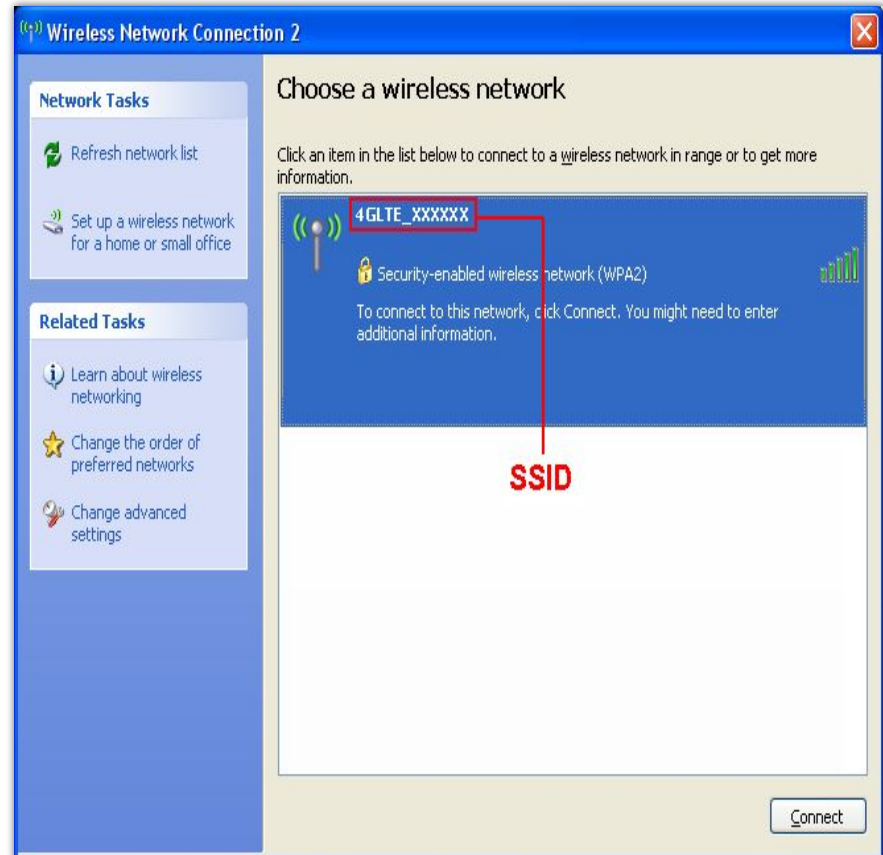 Wireless Network Connection 2
Network Tasks
Refresh network list
Set up a wireless network
for a home or small office
Related Tasks
Learn about wireless
networking
Change the order of
preferred networks
Change advanced
settings
Choose a wireless network
Click an item in the list below to connect to a wireless network in range or to get more
information.
4GLTE_XXXXXX
Security-enabled wireless network (WPA2)
To connect to this network, click Connect. You might need to enter
additional information.
SSID
Connect